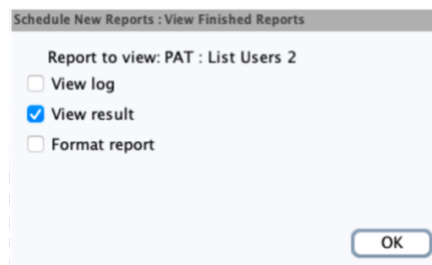 Schedule New Reports : View Finished Reports
Report to view: PAT : List Users 2
View log
View result
Format report
OK